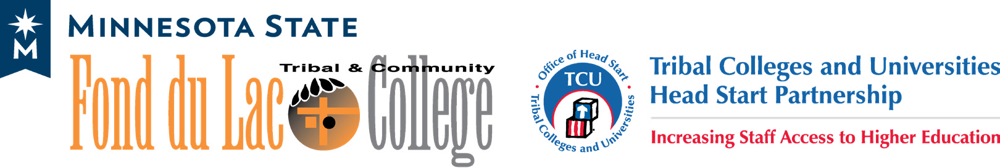 M
MINNESOTA STATE
Fond du Lac College
Tribal & Community
Office of Head Start
TCU
Tribal Colleges and Universities
Tribal Colleges and Universities
Head Start Partnership
Increasing Staff Access to Higher Education